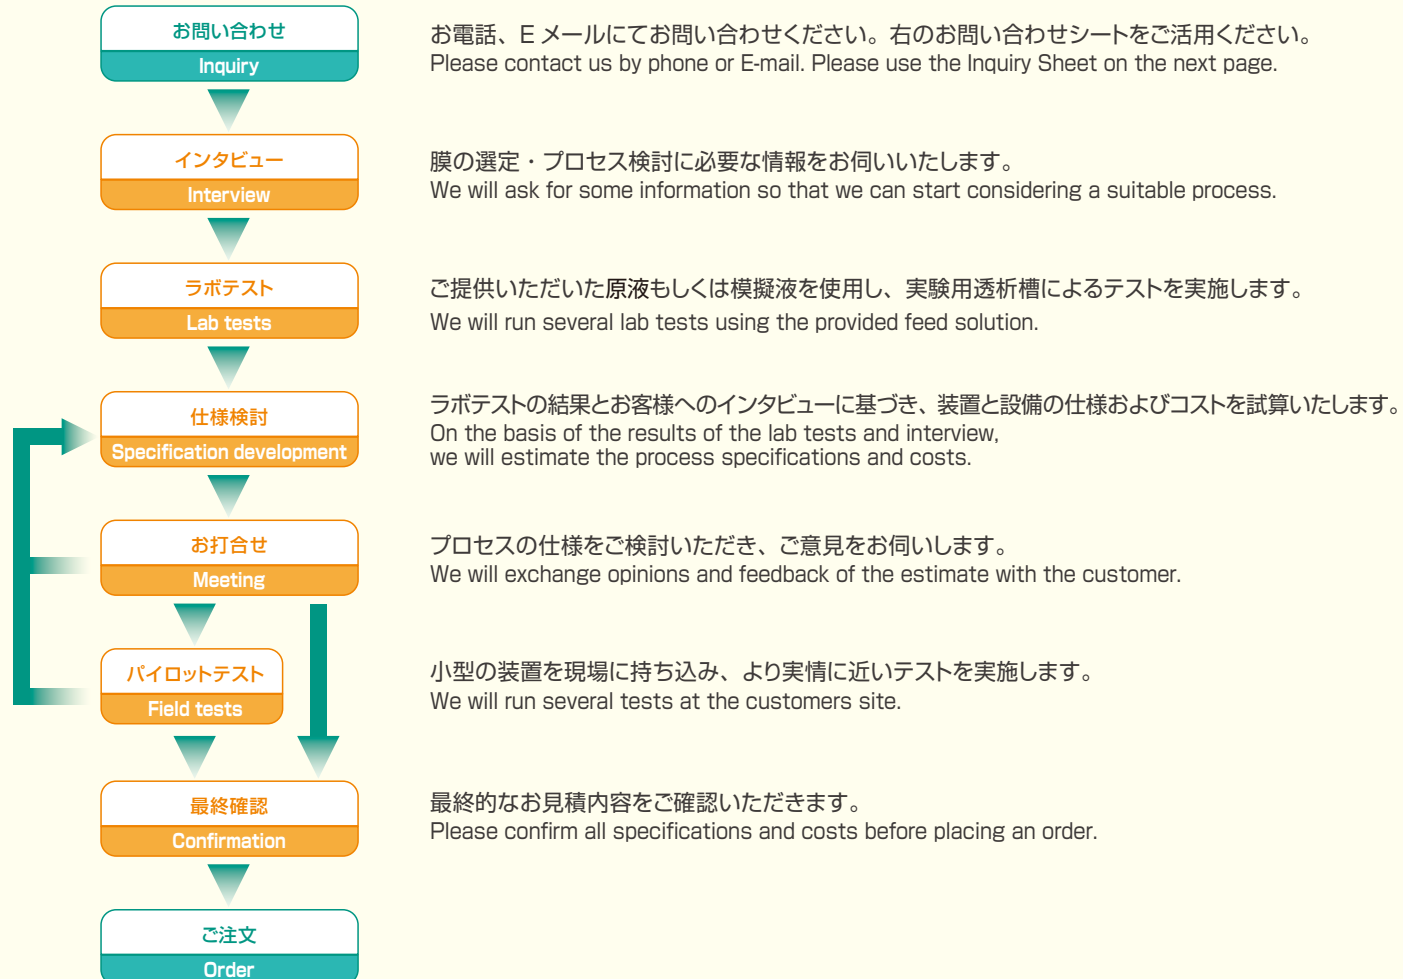 お問い合わせ
Inquiry
お電話、Eメールにてお問い合わせください。右のお問い合わせシートをご活用ください。
Please contact us by phone or E-mail. Please use the Inquiry Sheet on the next page.
インタビュー
Interview
膜の選定・プロセス検討に必要な情報をお伺いいたします。
We will ask for some information so that we can start considering a suitable process.
ラボテスト
Lab tests
ご提供いただいた原液もしくは模擬液を使用し、実験用透析槽によるテストを実施します。
We will run several lab tests using the provided feed solution.
仕様検討
Specification development
ラボテストの結果とお客様へのインタビューに基づき、装置と設備の仕様およびコストを試算いたします。
On the basis of the results of the lab tests and interview,
we will estimate the process specifications and costs.
お打合せ
Meeting
プロセスの仕様をご検討いただき、ご意見をお伺いします。
We will exchange opinions and feedback of the estimate with the customer.
パイロットテスト
Field tests
小型の装置を現場に持ち込み、より実情に近いテストを実施します。
We will run several tests at the customers site.
最終確認
Confirmation
最終的なお見積内容をご確認いただきます。
Please confirm all specifications and costs before placing an order.
ご注文
Order